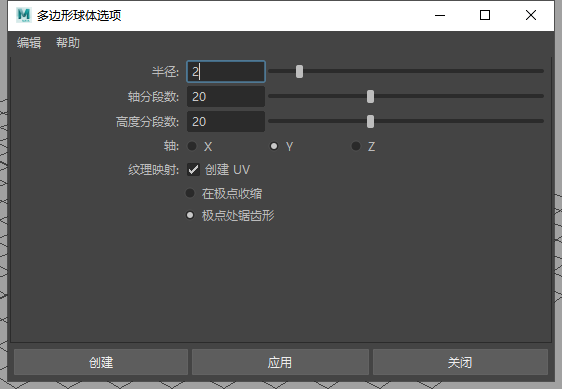 M 多边形球体选项
编辑 帮助
半径: 2
轴分段数: 20
高度分段数: 20
轴: X Y Z
纹理映射: 创建 UV
在极点收缩
极点处锯齿形
创建 应用 关闭